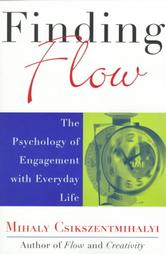 Finding
Flow
The
Psychology of
Engagement
with Everyday
Life
MIHALY CSIKSZENTMIHALYI
Author of Flow and Creativity